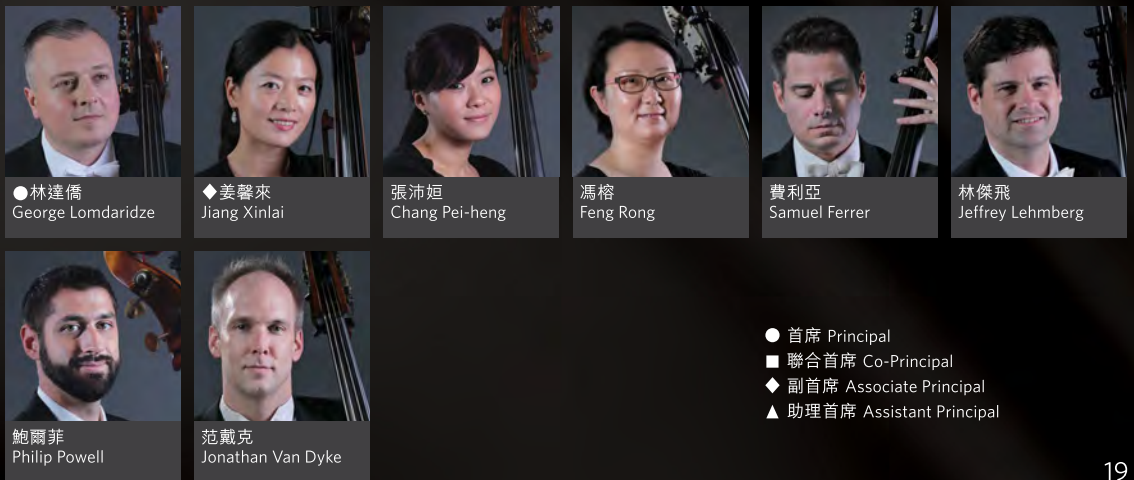 ●林達僑
George Lomdaridze
◆姜馨來
Jiang Xinlai
張沛姮
Chang Pei-heng
馮榕
Feng Rong
費利亞
Samuel Ferrer
林傑飛
Jeffrey Lehmberg
鮑爾菲
Philip Powell
范戴克
Jonathan Van Dyke
● 首席 Principal
■ 聯合首席 Co-Principal
◆ 副首席 Associate Principal
▲ 助理首席 Assistant Principal
19